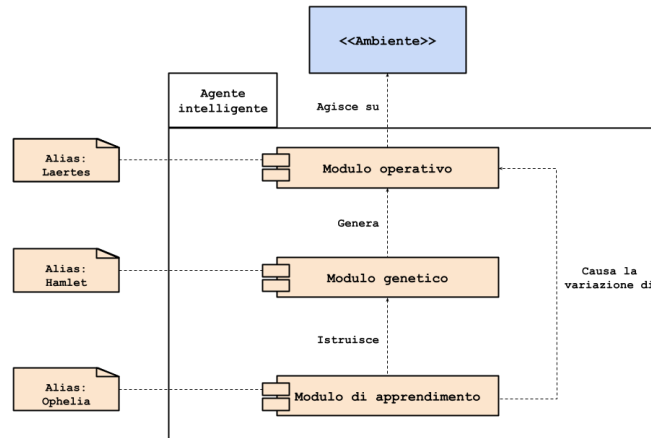 <<Ambiente>>
Agente
intelligente
Agisce su
Alias:
Laertes
Modulo operativo
Genera
Alias:
Hamlet
Modulo genetico
Causa la
variazione di
Istruisce
Alias:
Ophelia
Modulo di apprendimento